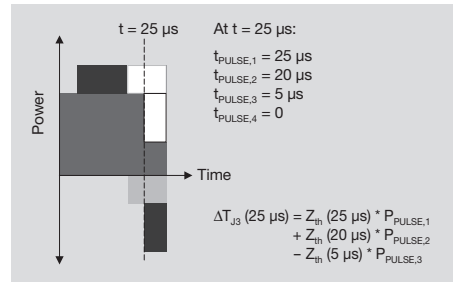 t = 25 µs
At t = 25 µs:
tPULSE,1 = 25 µs
tPULSE,2 = 20 µs
tPULSE,3 = 5 µs
tPULSE,4 = 0
Power
Time
ΔTJ3 (25 µs) = Zth (25 µs) * PPULSE,1
+ Zth (20 µs) * PPULSE,2
− Zth (5 µs) * PPULSE,3